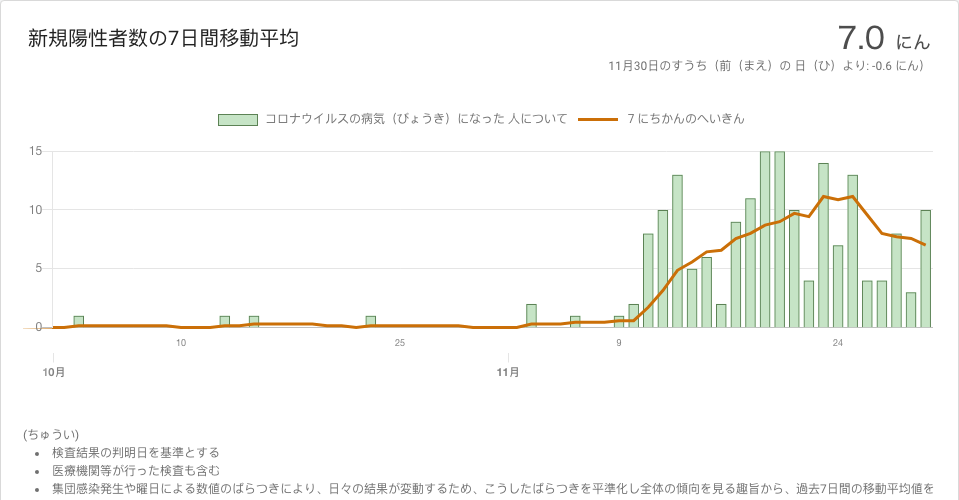 新規陽性者数の7日間移動平均
7.0 にん
11月30日のすうち（前（まえ）の 日（ひ）より: -0.6 にん）
コロナウイルスの病気（びょうき）になった 人について
7 にちかんのへいきん
15
10
5
0
10
25
9
24
10月
11月
(ちゅうい)
• 検査結果の判明日を基準とする
• 医療機関等が行った検査も含む
• 集団感染発生や曜日による数値のばらつきにより、日々の結果が変動するため、こうしたばらつきを平準化し全体の傾向を見る趣旨から、過去7日間の移動平均値を